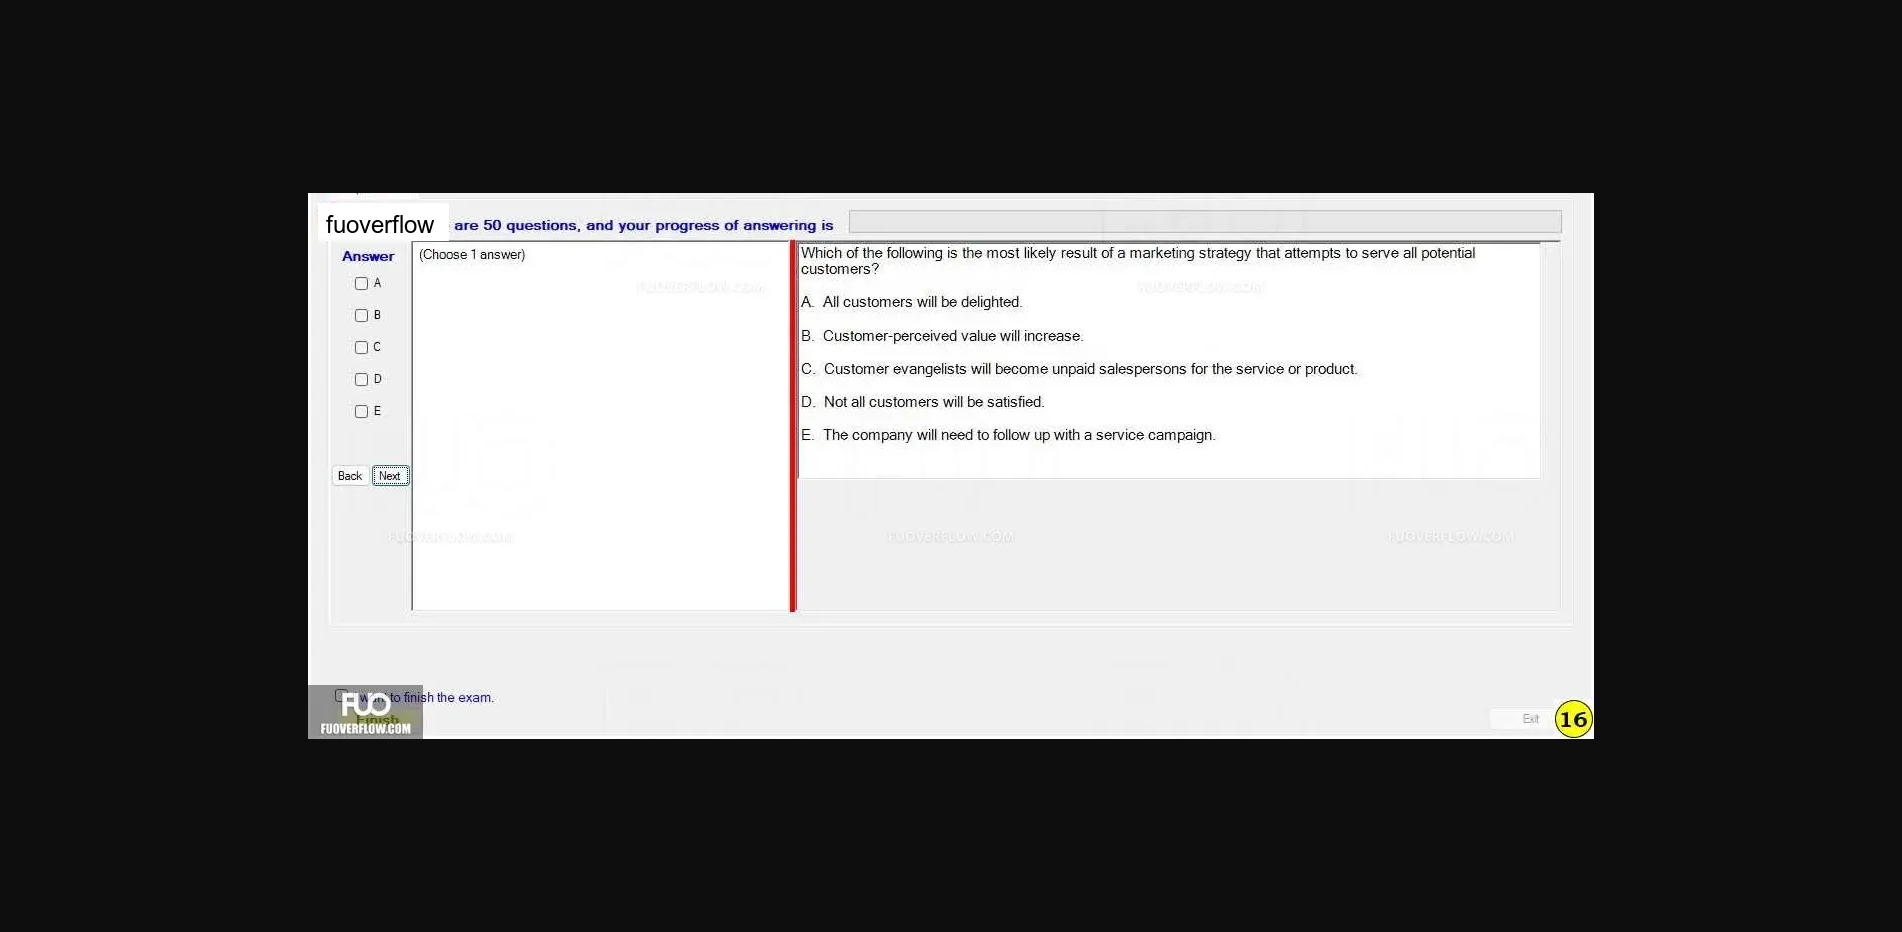 fuoverflow are 50 questions, and your progress of answering is
Answer
(Choose 1 answer)
A
B
C
D
E
Back Next
Which of the following is the most likely result of a marketing strategy that attempts to serve all potential
customers?
A. All customers will be delighted.
B. Customer-perceived value will increase.
C. Customer evangelists will become unpaid salespersons for the service or product.
D. Not all customers will be satisfied.
E. The company will need to follow up with a service campaign.
FUOVERFLOW.COM FUOVERFLOW.COM
FUOVERFLOW.COM FUOVERFLOW.COM FUOVERFLOW.COM
want to finish the exam.
FUO
Finish
FUOVERFLOW.COM
Exit
16